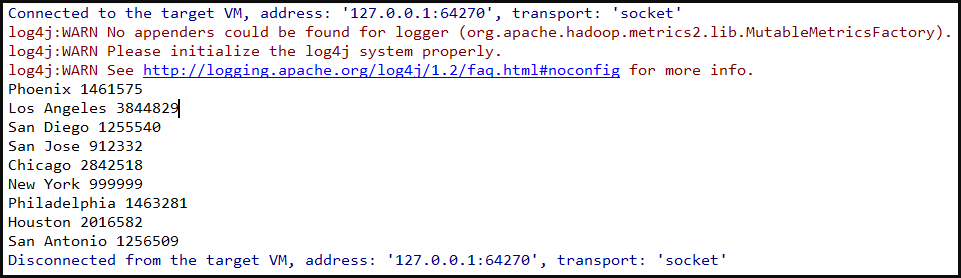 Connected to the target VM, address: '127.0.0.1:64270', transport: 'socket'
log4j:WARN No appenders could be found for logger (org.apache.hadoop.metrics2.lib.MutableMetricsFactory).
log4j:WARN Please initialize the log4j system properly.
log4j:WARN See http://logging.apache.org/log4j/1.2/faq.html#noconfig for more info.
Phoenix 1461575
Los Angeles 3844829
San Diego 1255540
San Jose 912332
Chicago 2842518
New York 999999
Philadelphia 1463281
Houston 2016582
San Antonio 1256509
Disconnected from the target VM, address: '127.0.0.1:64270', transport: 'socket'